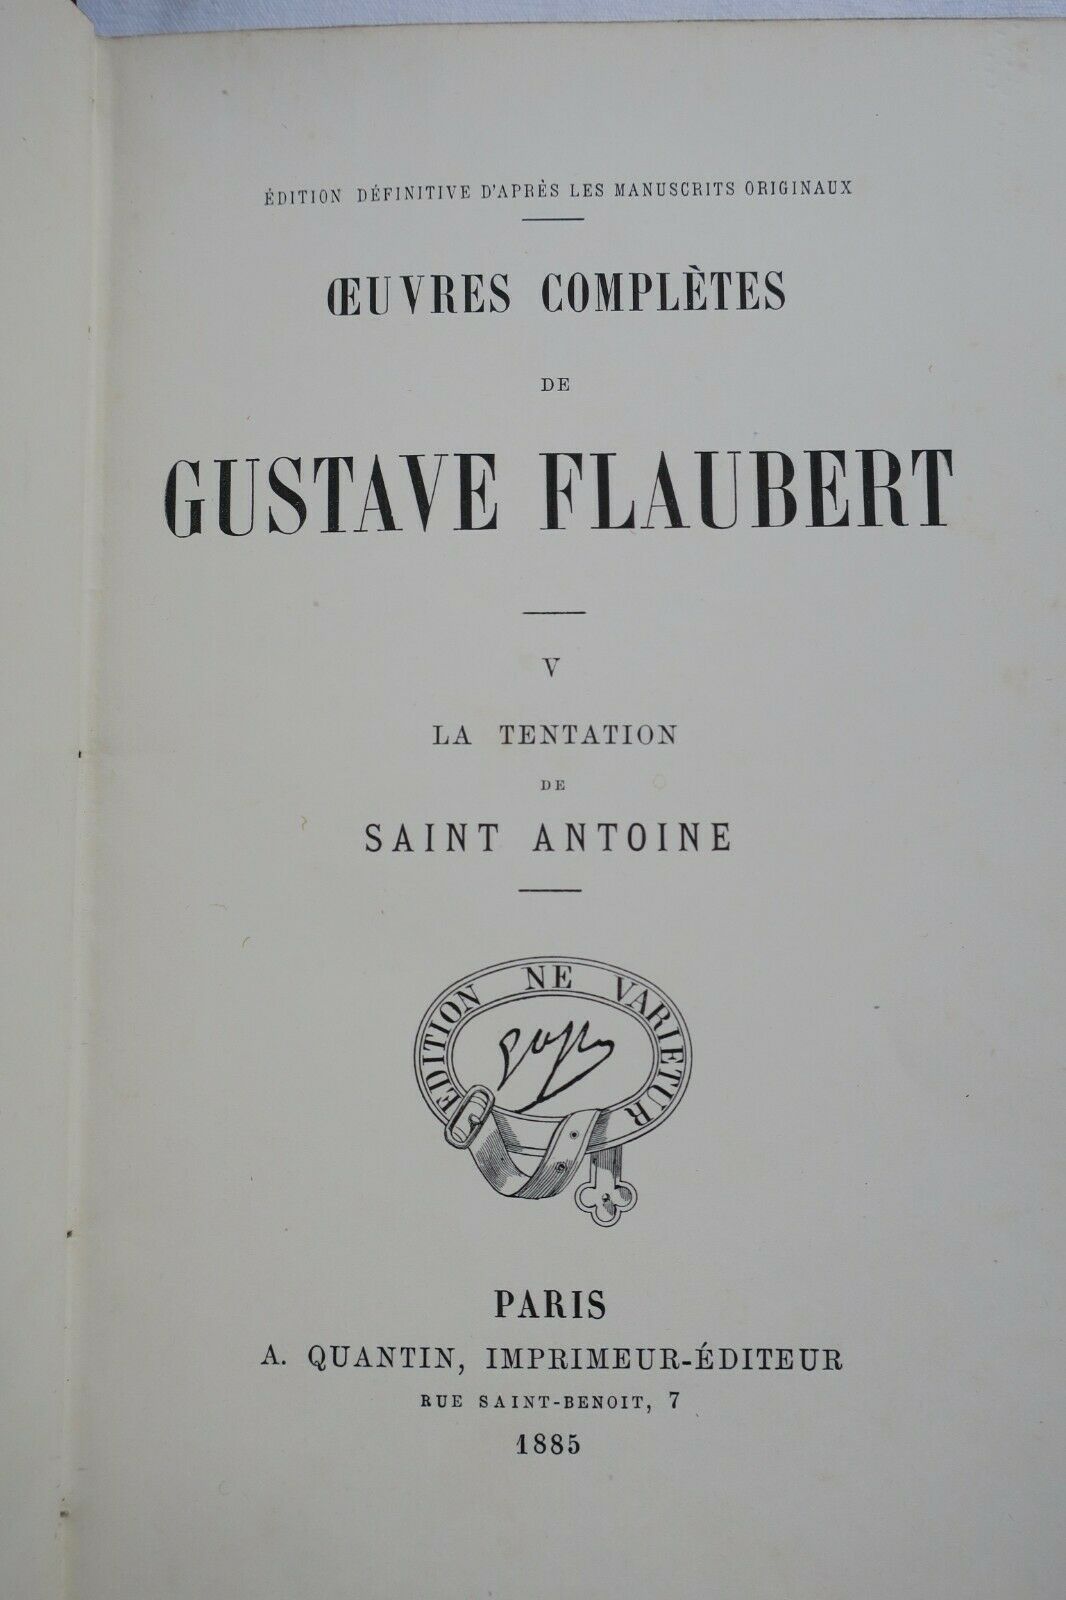 ÉDITION DÉFINITIVE D'APRÈS LES MANUSCRITS ORIGINAUX
ŒUVRES COMPLÈTES
DE
GUSTAVE FLAUBERT
V
LA TENTATION
DE
SAINT ANTOINE
EDITION NE VARIETUR
PARIS
A. QUANTIN, IMPRIMEUR-ÉDITEUR
RUE SAINT-BENOIT, 7
1885